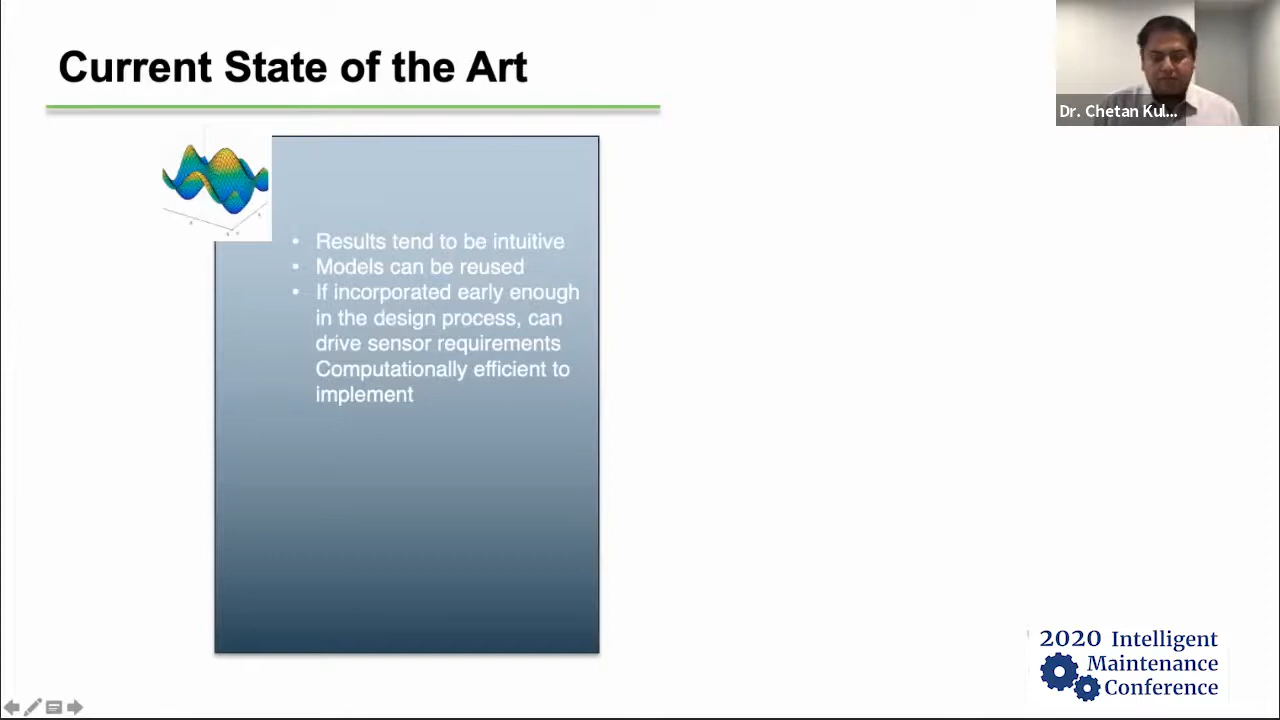 Current State of the Art
Dr. Chetan Kul...
• Results tend to be intuitive
• Models can be reused
• If incorporated early enough
in the design process, can
drive sensor requirements
Computationally efficient to
implement
2020 Intelligent
Maintenance
Conference